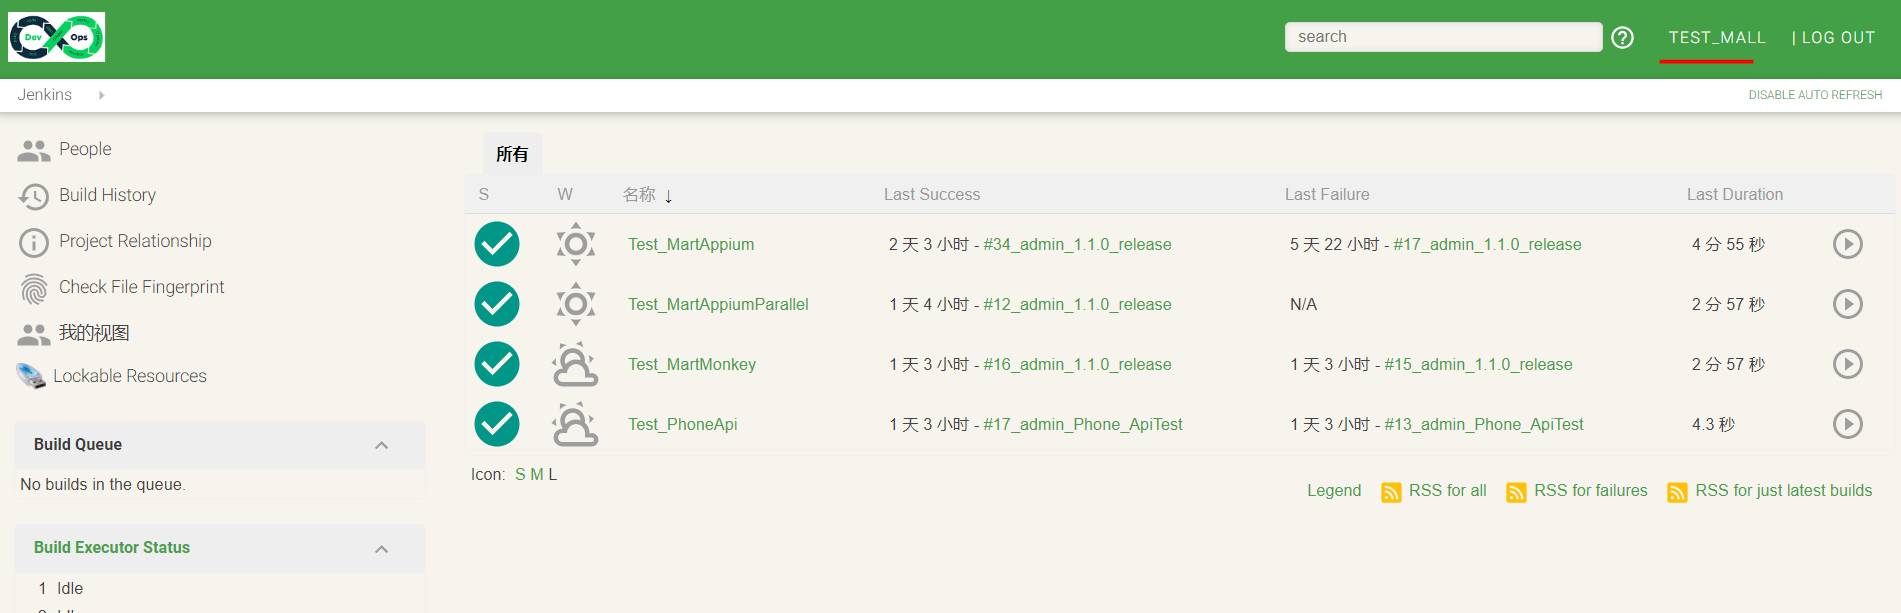 Dev Ops
search
TEST_MALL | LOG OUT
Jenkins
DISABLE AUTO REFRESH
People
Build History
Project Relationship
Check File Fingerprint
我的视图
Lockable Resources
Build Queue
No builds in the queue.
Build Executor Status
1 Idle
所有
S W 名称 ↓ Last Success Last Failure Last Duration
Test_MartAppium 2 天 3 小时 - #34_admin_1.1.0_release 5 天 22 小时 - #17_admin_1.1.0_release 4 分 55 秒
Test_MartAppiumParallel 1 天 4 小时 - #12_admin_1.1.0_release N/A 2 分 57 秒
Test_MartMonkey 1 天 3 小时 - #16_admin_1.1.0_release 1 天 3 小时 - #15_admin_1.1.0_release 2 分 57 秒
Test_PhoneApi 1 天 3 小时 - #17_admin_Phone_ApiTest 1 天 3 小时 - #13_admin_Phone_ApiTest 4.3 秒
Icon: S M L
Legend RSS for all RSS for failures RSS for just latest builds